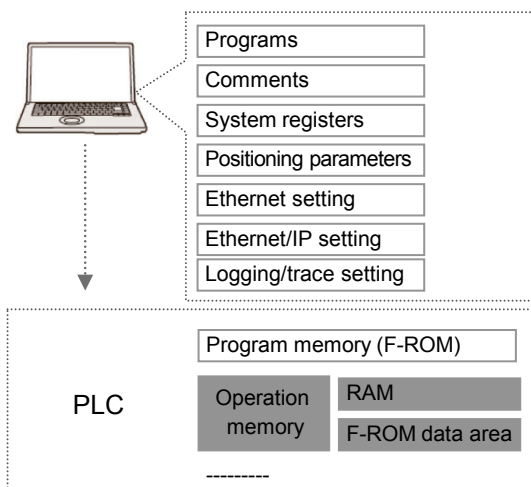 Programs
Comments
System registers
Positioning parameters
Ethernet setting
Ethernet/IP setting
Logging/trace setting
PLC
Program memory (F-ROM)
Operation
memory
RAM
F-ROM data area
---------